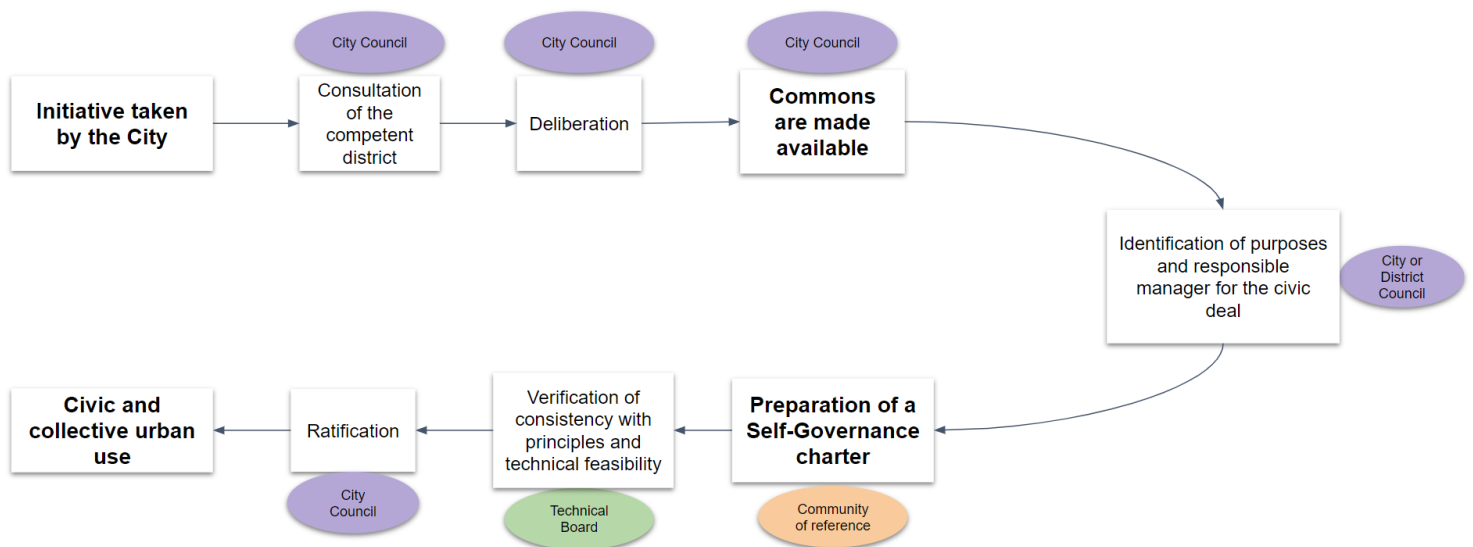 City Council
City Council
City Council
Initiative taken
by the City
Consultation
of the
competent
district
Deliberation
Commons
are made
available
Identification of purposes
and responsible
manager for the civic
deal
City or
District
Council
Civic and
collective urban
use
Ratification
Verification of
consistency with
principles and
technical feasibility
Preparation of a
Self-Governance
charter
City
Council
Technical
Board
Community
of reference